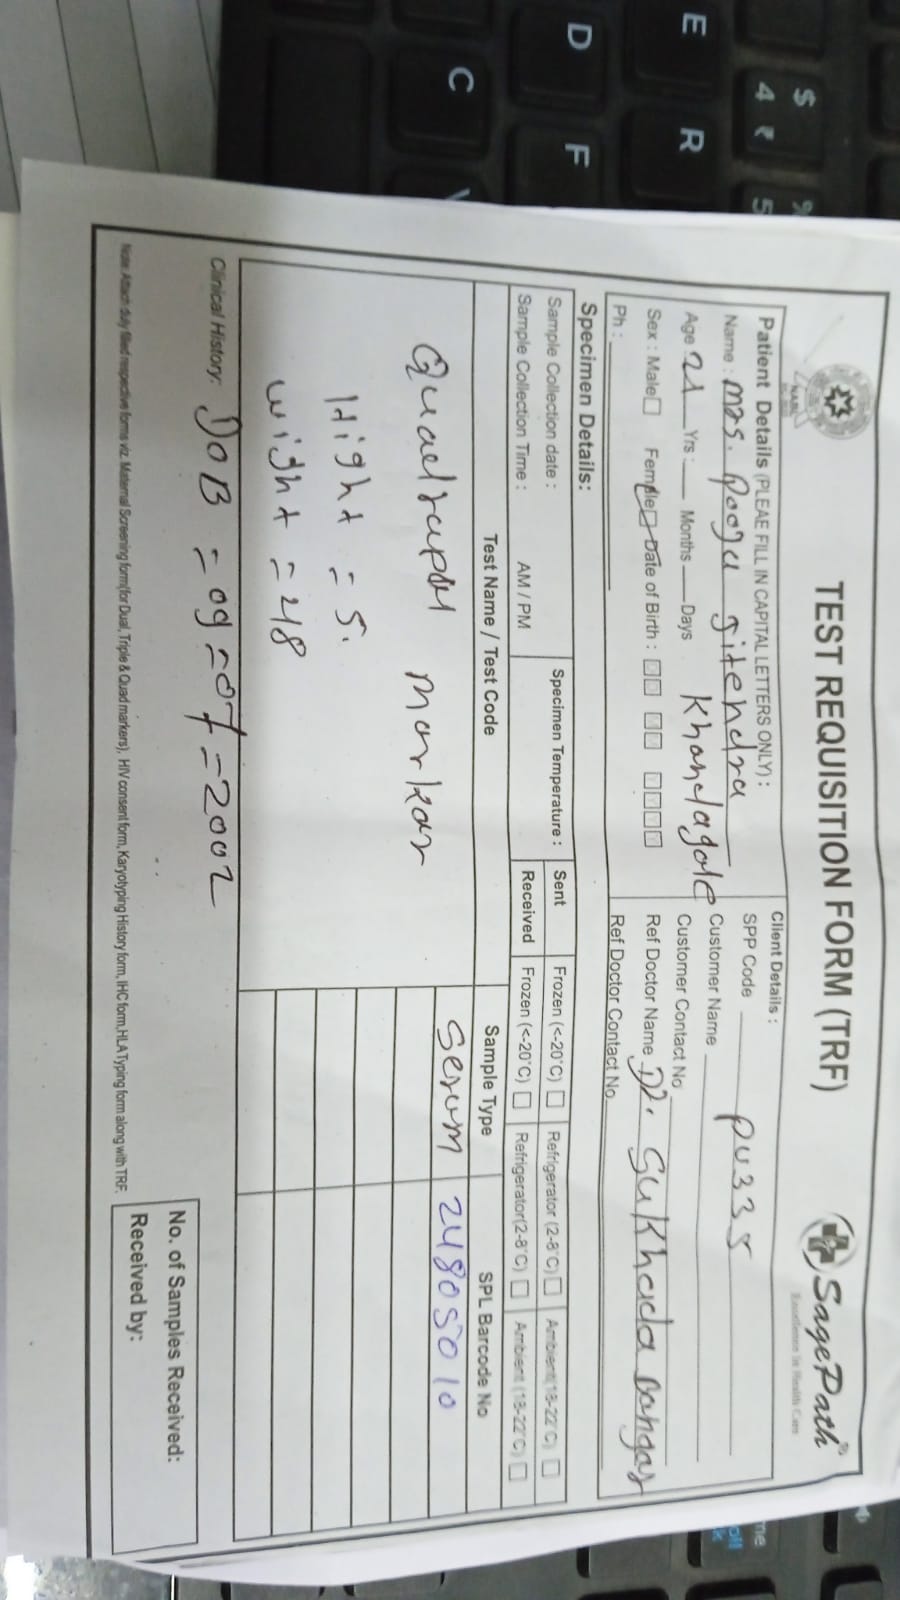 TEST REQUISITION FORM (TRF)
SagePath
Excellence In Health Care
NABL
Patient Details (PLEAE FILL IN CAPITAL LETTERS ONLY) :
Name : mrs. Pooja Jitendra
Khandagale
Age : 21 Yrs : Months Days
Sex : Male Female Date of Birth :
Ph :
Client Details :
SPP Code PU335
Customer Name
Customer Contact No
Ref Doctor Name Dr. Sukhada Bangar
Ref Doctor Contact No.
Specimen Details:
Sample Collection date :
Sample Collection Time : AM / PM
Specimen Temperature :
Sent Frozen (<-20°C) Refrigerator (2-8°C) Ambient(18-22°C)
Received Frozen (<-20°C) Refrigerator(2-8°C) Ambient (18-22°C)
Test Name / Test Code Sample Type SPL Barcode No
markar Serum 24805010
Hight = 5.
wight = 48
Clinical History: DOB = 09=07=2002
Note: Attach duly filled respective forms viz. Maternal Screening form(for Dual, Triple & Quad markers), HIV consent form, Karyotyping History form, IHC form,HLA Typing form along with TRF.
No. of Samples Received:
Received by:
$ 4 ₹
% 5
E R
D F
C